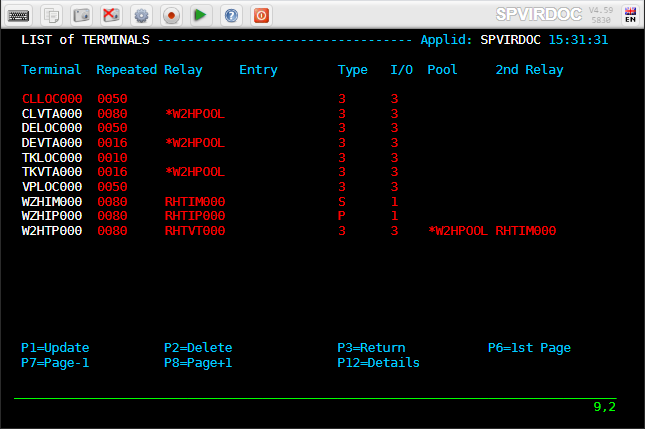 SPVIRDOC V4.59
S830 EN
LIST of TERMINALS ---------------------------------- Applid: SPVIRDOC 15:31:31
Terminal Repeated Relay Entry Type I/O Pool 2nd Relay
CLLOC000 0050 3 3
CLVTA000 0080 *W2HPOOL 3 3
DELOC000 0050 3 3
DEVTA000 0016 *W2HPOOL 3 3
TKLOC000 0010 3 3
TKVTA000 0016 *W2HPOOL 3 3
VPLOC000 0050 3 3
WZHIM000 0080 RHTIM000 S 1
WZHIP000 0080 RHTIP000 P 1
W2HTP000 0080 RHTVT000 3 3 *W2HPOOL RHTIM000
P1=Update P2=Delete P3=Return P6=1st Page
P7=Page-1 P8=Page+1 P12=Details
9,2